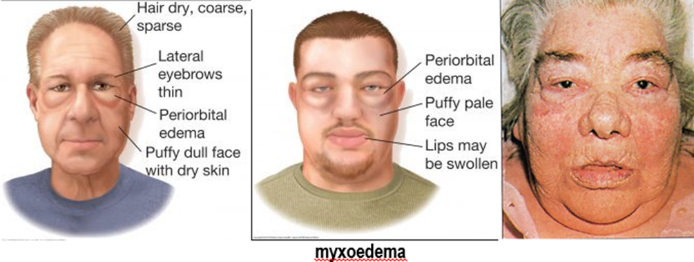 Hair dry, coarse,
sparse
Lateral
eyebrows
thin
Periorbital
edema
Puffy dull face
with dry skin
Periorbital
edema
Puffy pale
face
Lips may
be swollen
myxoedema